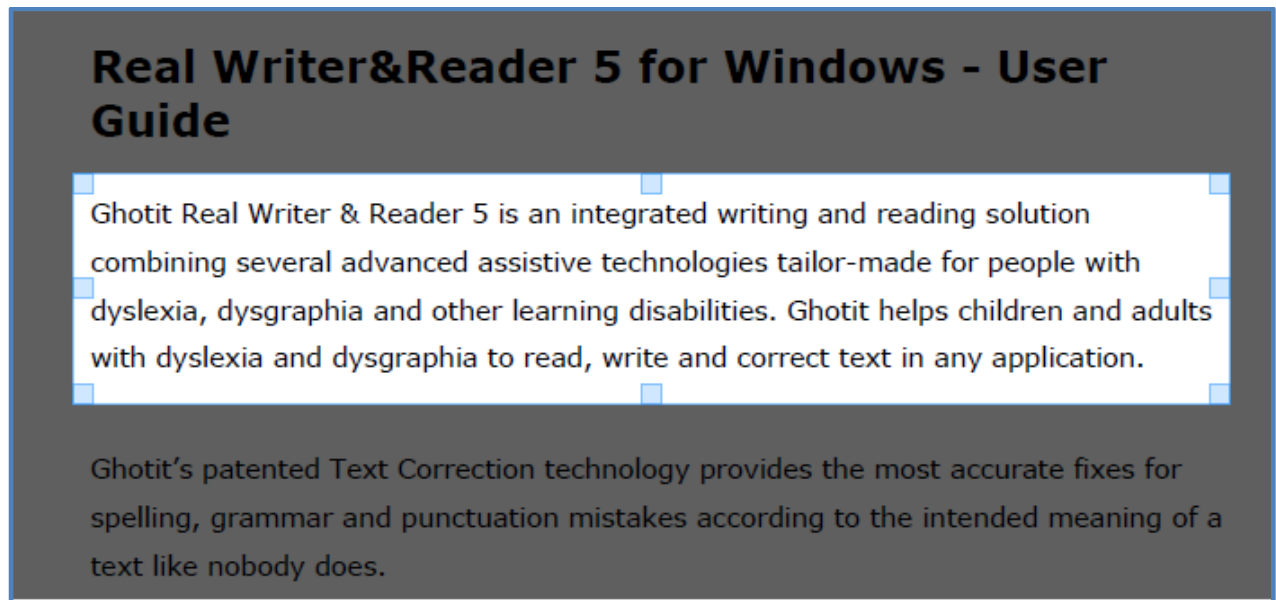 Real Writer&Reader 5 for Windows - User
Guide
Ghotit Real Writer & Reader 5 is an integrated writing and reading solution
combining several advanced assistive technologies tailor-made for people with
dyslexia, dysgraphia and other learning disabilities. Ghotit helps children and adults
with dyslexia and dysgraphia to read, write and correct text in any application.
Ghotit’s patented Text Correction technology provides the most accurate fixes for
spelling, grammar and punctuation mistakes according to the intended meaning of a
text like nobody does.